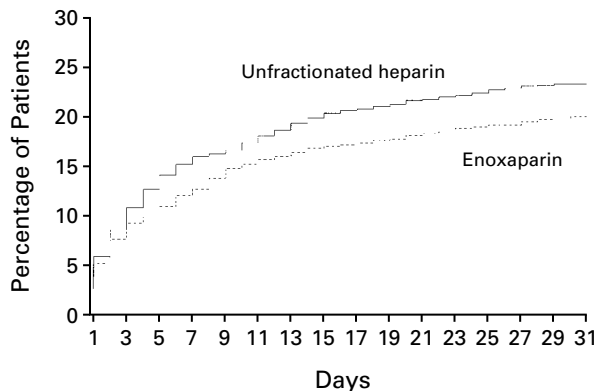 Percentage of Patients
30
25
20
15
10
5
0
Unfractionated heparin
Enoxaparin
1 3 5 7 9 11 13 15 17 19 21 23 25 27 29 31
Days